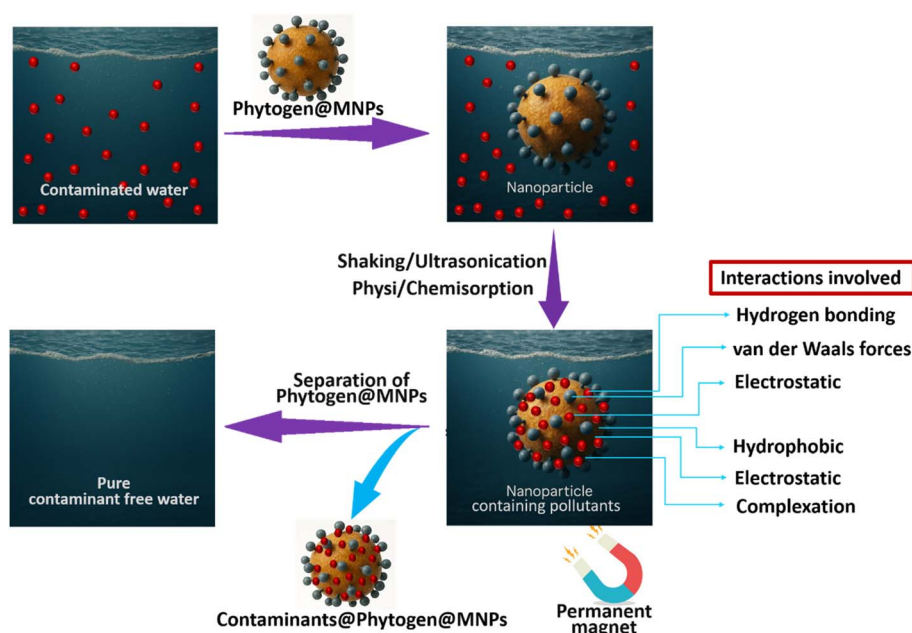 Phytogen@MNPs
Contaminated water
Nanoparticle
Shaking/Ultrasonication
Physi/Chemisorption
Interactions involved
Hydrogen bonding
van der Waals forces
Electrostatic
Hydrophobic
Electrostatic
Complexation
Separation of
Phytogen@MNPs
Pure
contaminant free water
Nanoparticle
containing pollutants
Contaminants@Phytogen@MNPs
Permanent
magnet